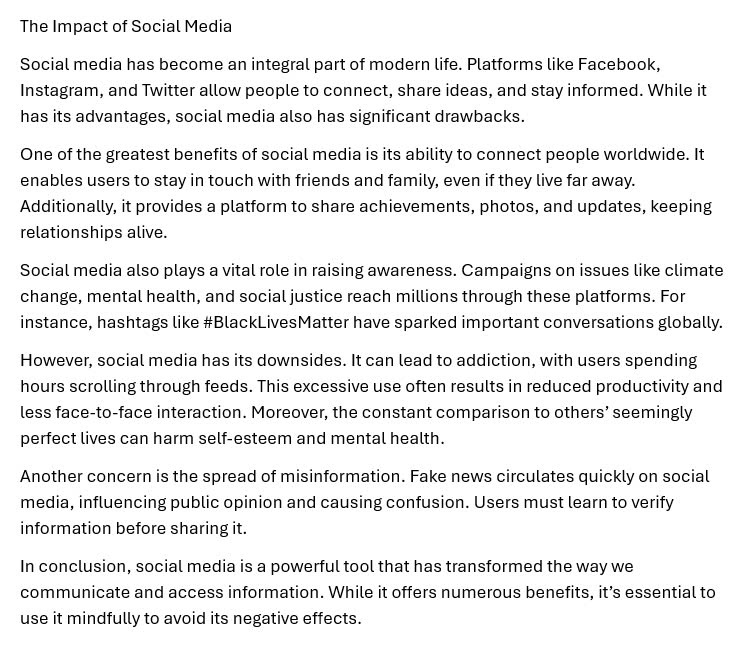 The Impact of Social Media
Social media has become an integral part of modern life. Platforms like Facebook,
Instagram, and Twitter allow people to connect, share ideas, and stay informed. While it
has its advantages, social media also has significant drawbacks.
One of the greatest benefits of social media is its ability to connect people worldwide. It
enables users to stay in touch with friends and family, even if they live far away.
Additionally, it provides a platform to share achievements, photos, and updates, keeping
relationships alive.
Social media also plays a vital role in raising awareness. Campaigns on issues like climate
change, mental health, and social justice reach millions through these platforms. For
instance, hashtags like #BlackLivesMatter have sparked important conversations globally.
However, social media has its downsides. It can lead to addiction, with users spending
hours scrolling through feeds. This excessive use often results in reduced productivity and
less face-to-face interaction. Moreover, the constant comparison to others’ seemingly
perfect lives can harm self-esteem and mental health.
Another concern is the spread of misinformation. Fake news circulates quickly on social
media, influencing public opinion and causing confusion. Users must learn to verify
information before sharing it.
In conclusion, social media is a powerful tool that has transformed the way we
communicate and access information. While it offers numerous benefits, it’s essential to
use it mindfully to avoid its negative effects.